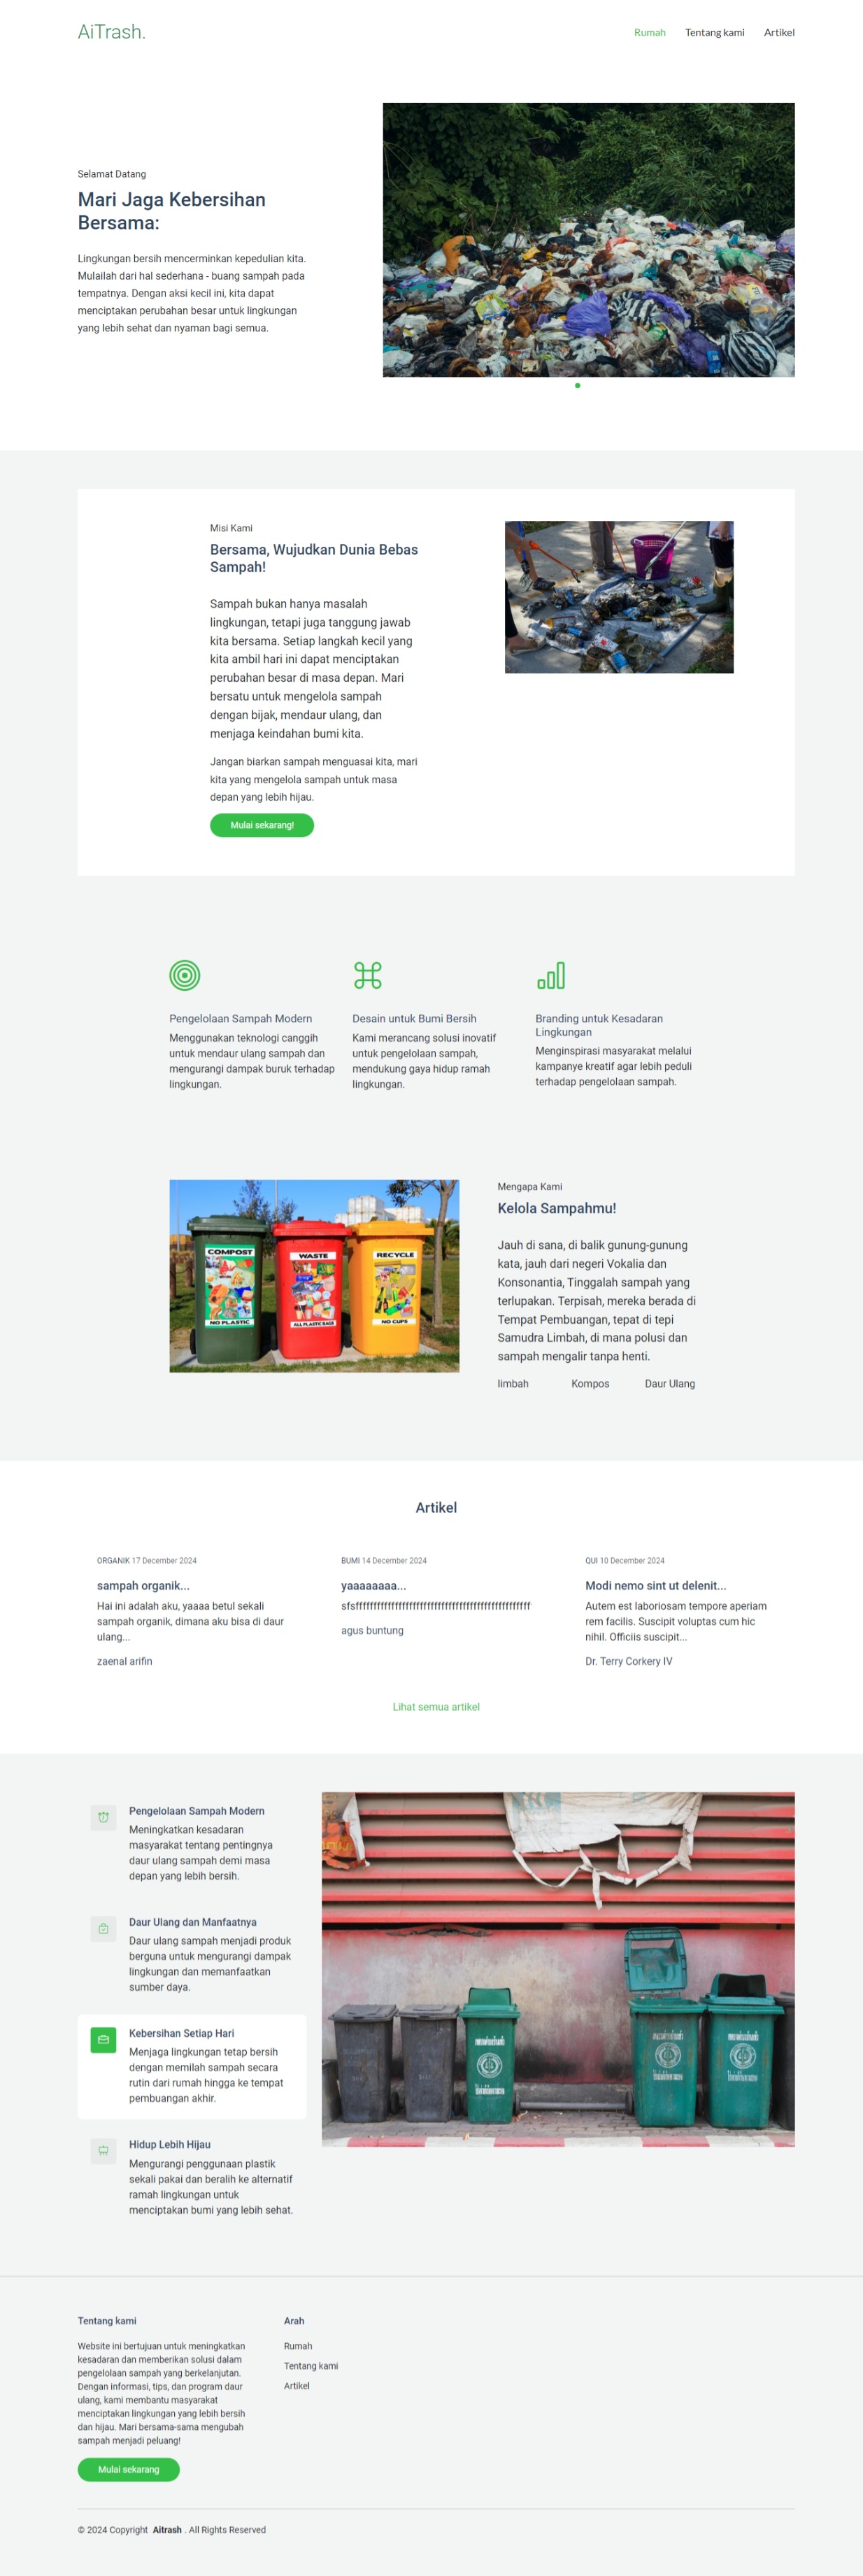 AiTrash.
Rumah
Tentang kami
Artikel
Selamat Datang
Mari Jaga Kebersihan
Bersama:
Lingkungan bersih mencerminkan kepedulian kita.
Mulailah dari hal sederhana - buang sampah pada
tempatnya. Dengan aksi kecil ini, kita dapat
menciptakan perubahan besar untuk lingkungan
yang lebih sehat dan nyaman bagi semua.
Misi Kami
Bersama, Wujudkan Dunia Bebas
Sampah!
Sampah bukan hanya masalah
lingkungan, tetapi juga tanggung jawab
kita bersama. Setiap langkah kecil yang
kita ambil hari ini dapat menciptakan
perubahan besar di masa depan. Mari
bersatu untuk mengelola sampah
dengan bijak, mendaur ulang, dan
menjaga keindahan bumi kita.
Jangan biarkan sampah menguasai kita, mari
kita yang mengelola sampah untuk masa
depan yang lebih hijau.
Mulai sekarang!
Pengelolaan Sampah Modern
Menggunakan teknologi canggih
untuk mendaur ulang sampah dan
mengurangi dampak buruk terhadap
lingkungan.
Desain untuk Bumi Bersih
Kami merancang solusi inovatif
untuk pengelolaan sampah,
mendukung gaya hidup ramah
lingkungan.
Branding untuk Kesadaran
Lingkungan
Menginspirasi masyarakat melalui
kampanye kreatif agar lebih peduli
terhadap pengelolaan sampah.
COMPOST
NO PLASTIC
WASTE
ALL PLASTIC BAGS
RECYCLE
NO CUPS
Mengapa Kami
Kelola Sampahmu!
Jauh di sana, di balik gunung-gunung
kata, jauh dari negeri Vokalia dan
Konsonantia, Tinggalah sampah yang
terlupakan. Terpisah, mereka berada di
Tempat Pembuangan, tepat di tepi
Samudra Limbah, di mana polusi dan
sampah mengalir tanpa henti.
limbah
Kompos
Daur Ulang
Artikel
ORGANIK 17 December 2024
sampah organik...
Hai ini adalah aku, yaaaa betul sekali
sampah organik, dimana aku bisa di daur
ulang...
zaenal arifin
BUMI 14 December 2024
yaaaaaaaa...
agus buntung
QUI 10 December 2024
Modi nemo sint ut delenit...
Autem est laboriosam tempore aperiam
rem facilis. Suscipit voluptas cum hic
nihil. Officiis suscipit...
Dr. Terry Corkery IV
Lihat semua artikel
Pengelolaan Sampah Modern
Meningkatkan kesadaran
masyarakat tentang pentingnya
daur ulang sampah demi masa
depan yang lebih bersih.
Daur Ulang dan Manfaatnya
Daur ulang sampah menjadi produk
berguna untuk mengurangi dampak
lingkungan dan memanfaatkan
sumber daya.
Kebersihan Setiap Hari
Menjaga lingkungan tetap bersih
dengan memilah sampah secara
rutin dari rumah hingga ke tempat
pembuangan akhir.
Hidup Lebih Hijau
Mengurangi penggunaan plastik
sekali pakai dan beralih ke alternatif
ramah lingkungan untuk
menciptakan bumi yang lebih sehat.
Tentang kami
Website ini bertujuan untuk meningkatkan
kesadaran dan memberikan solusi dalam
pengelolaan sampah yang berkelanjutan.
Dengan informasi, tips, dan program daur
ulang, kami membantu masyarakat
menciptakan lingkungan yang lebih bersih
dan hijau. Mari bersama-sama mengubah
sampah menjadi peluang!
Mulai sekarang
Arah
Rumah
Tentang kami
Artikel
© 2024 Copyright Aitrash . All Rights Reserved